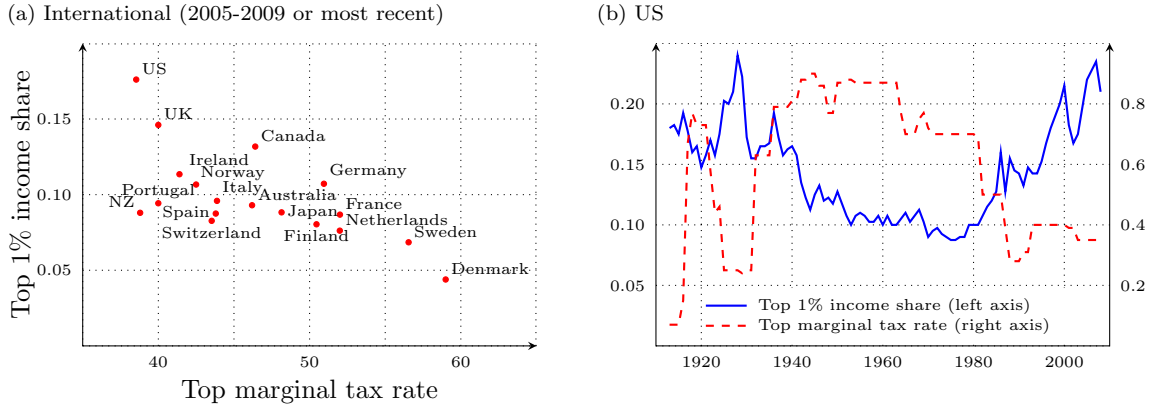 (a) International (2005-2009 or most recent)
Top 1% income share
0.15
0.10
0.05
US
UK
Canada
Ireland
Norway
Germany
Portugal
Italy
Australia
NZ
Spain
Japan
France
Switzerland
Finland
Netherlands
Sweden
Denmark
40
50
60
Top marginal tax rate
(b) US
0.20
0.15
0.10
0.05
0.8
0.6
0.4
0.2
Top 1% income share (left axis)
Top marginal tax rate (right axis)
1920
1940
1960
1980
2000